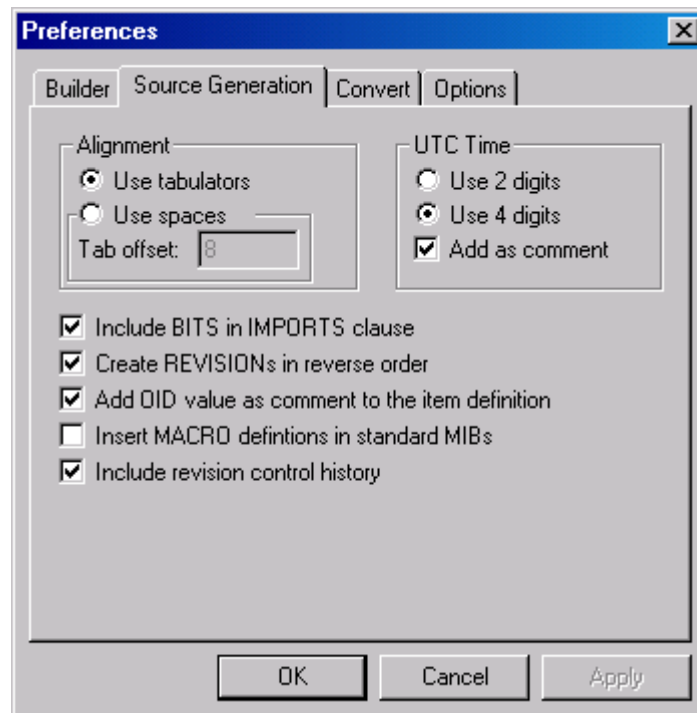 Preferences
Builder
Source Generation
Convert
Options
Alignment
Use tabulators
Use spaces
Tab offset: 8
UTC Time
Use 2 digits
Use 4 digits
Add as comment
Include BITS in IMPORTS clause
Create REVISIONs in reverse order
Add OID value as comment to the item definition
Insert MACRO defintions in standard MIBs
Include revision control history
OK
Cancel
Apply